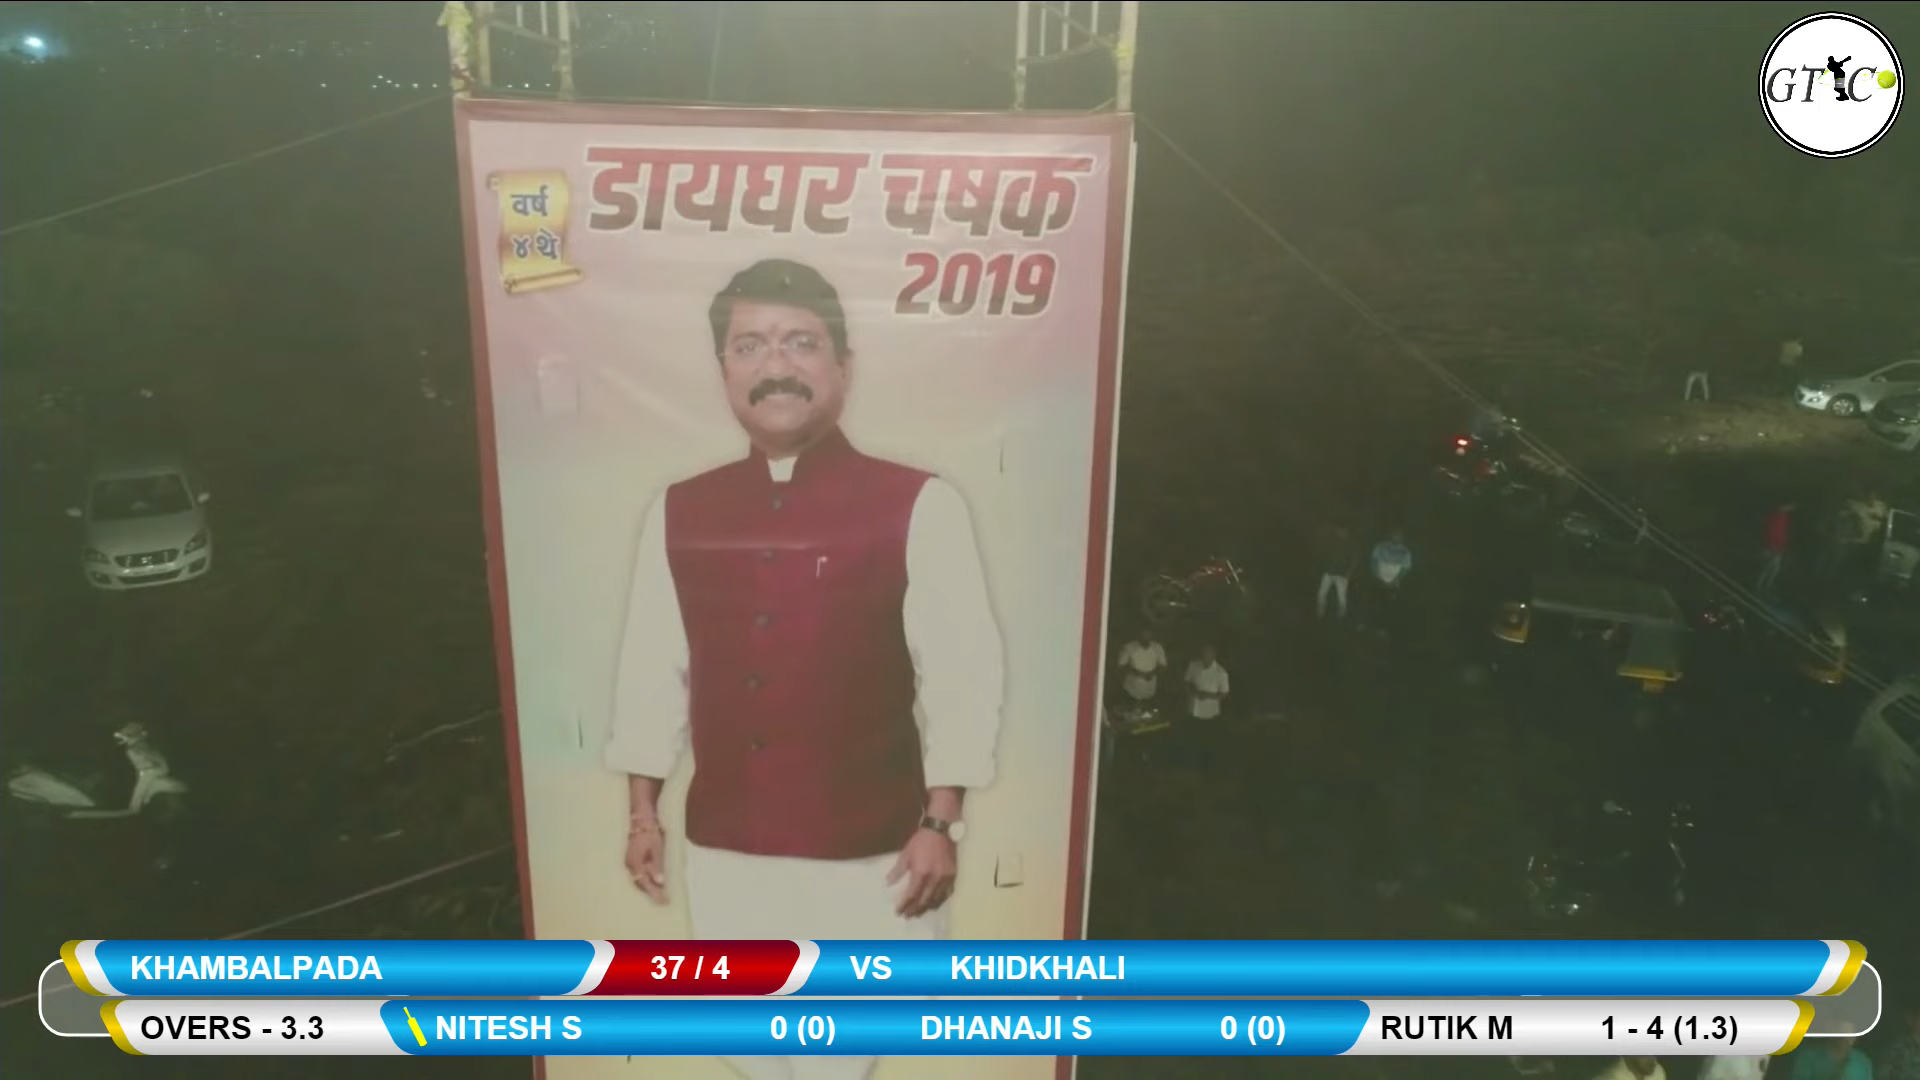 GTC
डायघर चषक
वर्ष
४ थे
2019
KHAMBALPADA 37 / 4 VS KHIDKHALI
OVERS - 3.3 NITESH S 0 (0) DHANAJI S 0 (0) RUTIK M 1 - 4 (1.3)